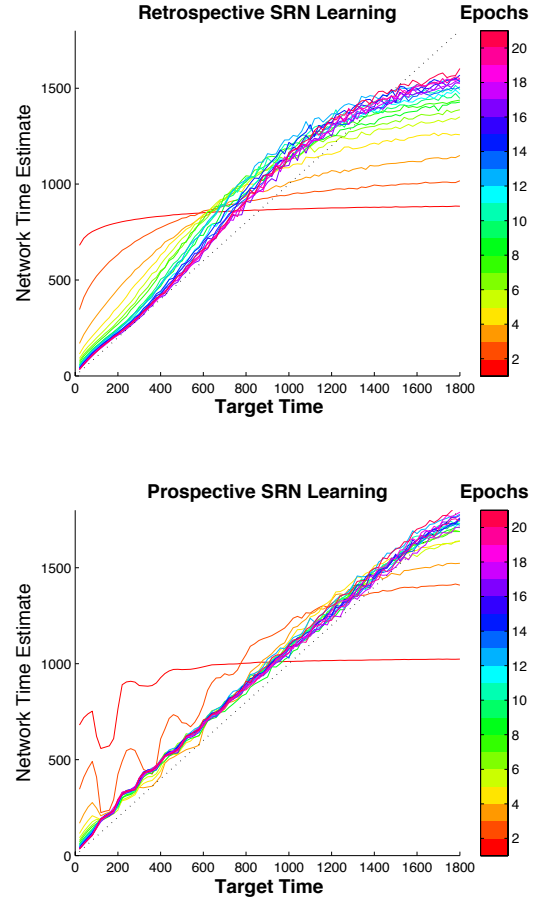 Retrospective SRN Learning
Epochs
Network Time Estimate
1500
1000
500
0
0 200 400 600 800 1000 1200 1400 1600 1800
Target Time
20
18
16
14
12
10
8
6
4
2
Prospective SRN Learning
Epochs
Network Time Estimate
1500
1000
500
0
0 200 400 600 800 1000 1200 1400 1600 1800
Target Time
20
18
16
14
12
10
8
6
4
2